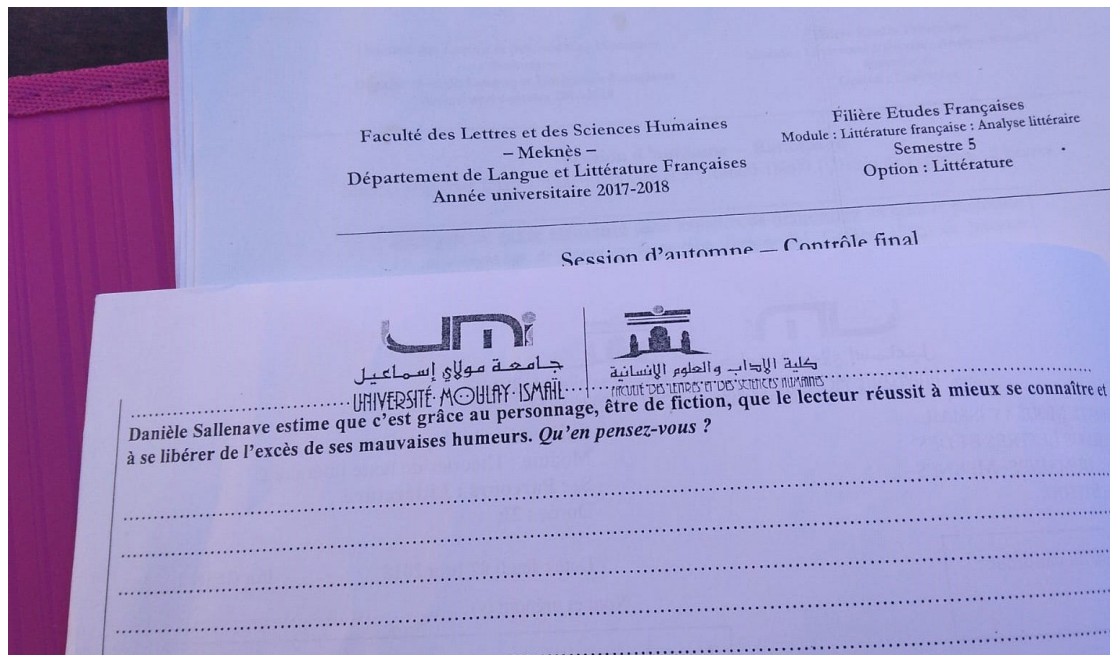 Faculté des Lettres et des Sciences Humaines
– Meknès –
Département de Langue et Littérature Françaises
Année universitaire 2017-2018
Filière Etudes Françaises
Module : Littérature française : Analyse littéraire
Semestre 5
Option : Littérature
Session d'automne — Contrôle final
umi
جامعة مولاي إسماعيل
UNIVERSITÉ MOULAY ISMAÏL
كلية الآداب والعلوم الإنسانية
FACULTÉ DES LETTRES ET DES SCIENCES HUMAINES
Danièle Sallenave estime que c'est grâce au personnage, être de fiction, que le lecteur réussit à mieux se connaître et
à se libérer de l'excès de ses mauvaises humeurs. Qu'en pensez-vous ?